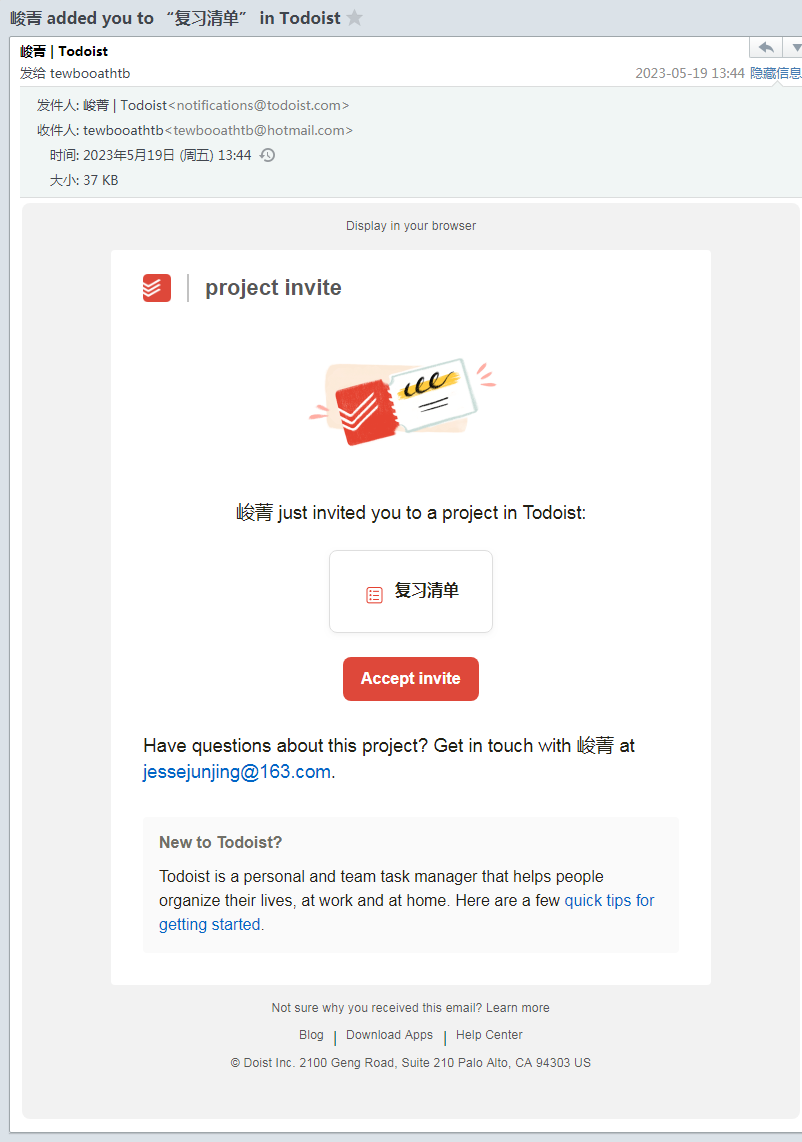 峻菁 added you to “复习清单” in Todoist
峻菁 | Todoist
发给 tewbooathtb
2023-05-19 13:44 隐藏信息
发件人: 峻菁 | Todoist<notifications@todoist.com>
收件人: tewbooathtb<tewbooathtb@hotmail.com>
时间: 2023年5月19日 (周五) 13:44
大小: 37 KB
Display in your browser
project invite
峻菁 just invited you to a project in Todoist:
复习清单
Accept invite
Have questions about this project? Get in touch with 峻菁 at
jessejunjing@163.com.
New to Todoist?
Todoist is a personal and team task manager that helps people
organize their lives, at work and at home. Here are a few quick tips for
getting started.
Not sure why you received this email? Learn more
Blog | Download Apps | Help Center
© Doist Inc. 2100 Geng Road, Suite 210 Palo Alto, CA 94303 US